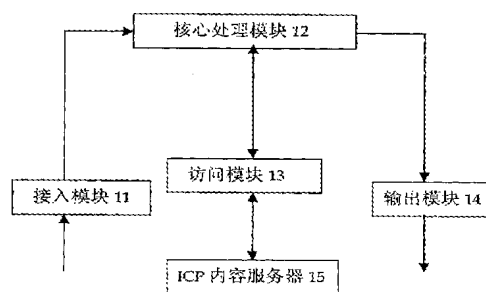 核心处理模块 12
接入模块 11
访问模块 13
输出模块 14
ICP 内容服务器 15